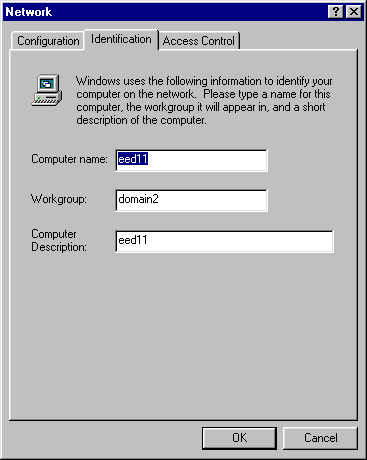 Network
Configuration Identification Access Control
Windows uses the following information to identify your
computer on the network. Please type a name for this
computer, the workgroup it will appear in, and a short
description of the computer.
Computer name: eed11
Workgroup: domain2
Computer
Description: eed11
OK Cancel